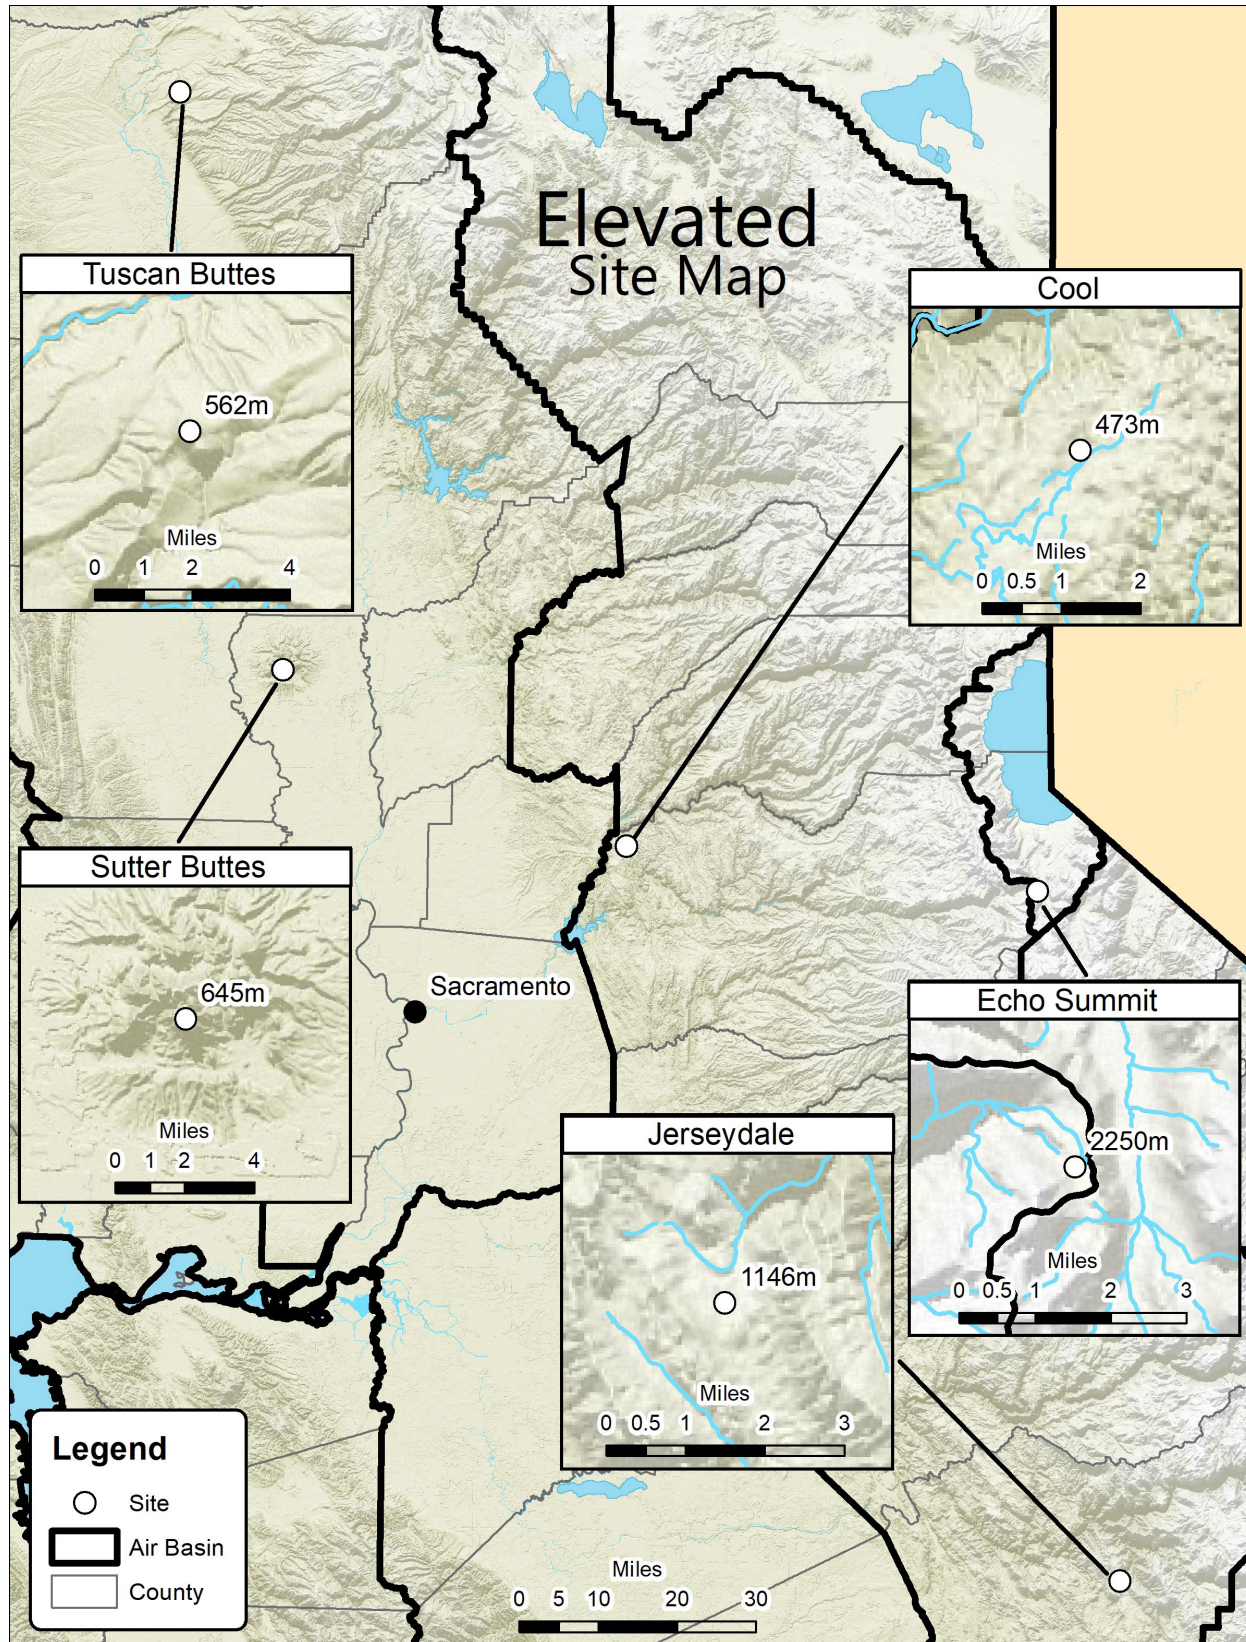 Elevated
Site Map
Tuscan Buttes
562m
Miles
0 1 2 4
Cool
473m
Miles
0 0.5 1 2
Sutter Buttes
645m
Miles
0 1 2 4
Sacramento
Echo Summit
2250m
Miles
0 0.5 1 2 3
Jerseydale
1146m
Miles
0 0.5 1 2 3
Legend
Site
Air Basin
County
Miles
0 5 10 20 30